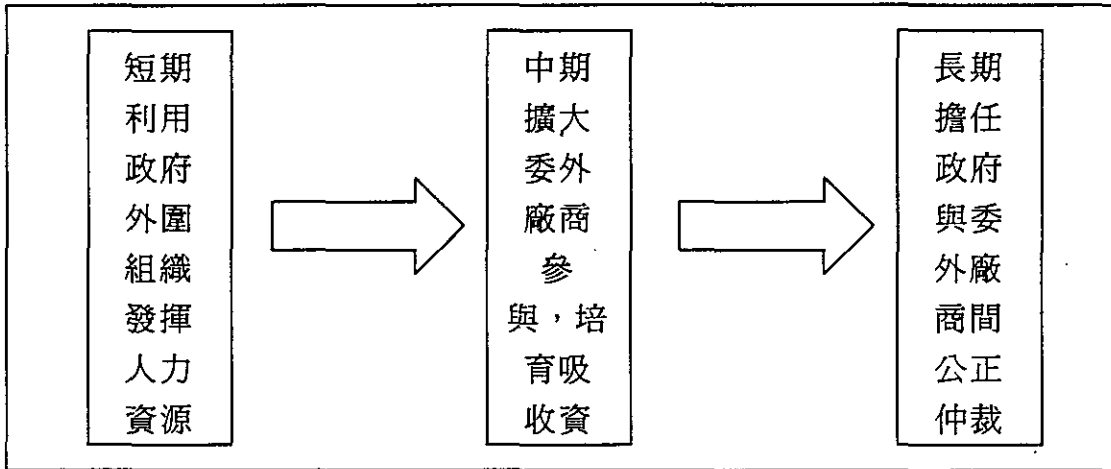 短期
利用
政府
外圍
組織
發揮
人力
資源
中期
擴大
委外
廠商
參
與，培
育吸
收資
長期
擔任
政府
與委
外廠
商間
公正
仲裁